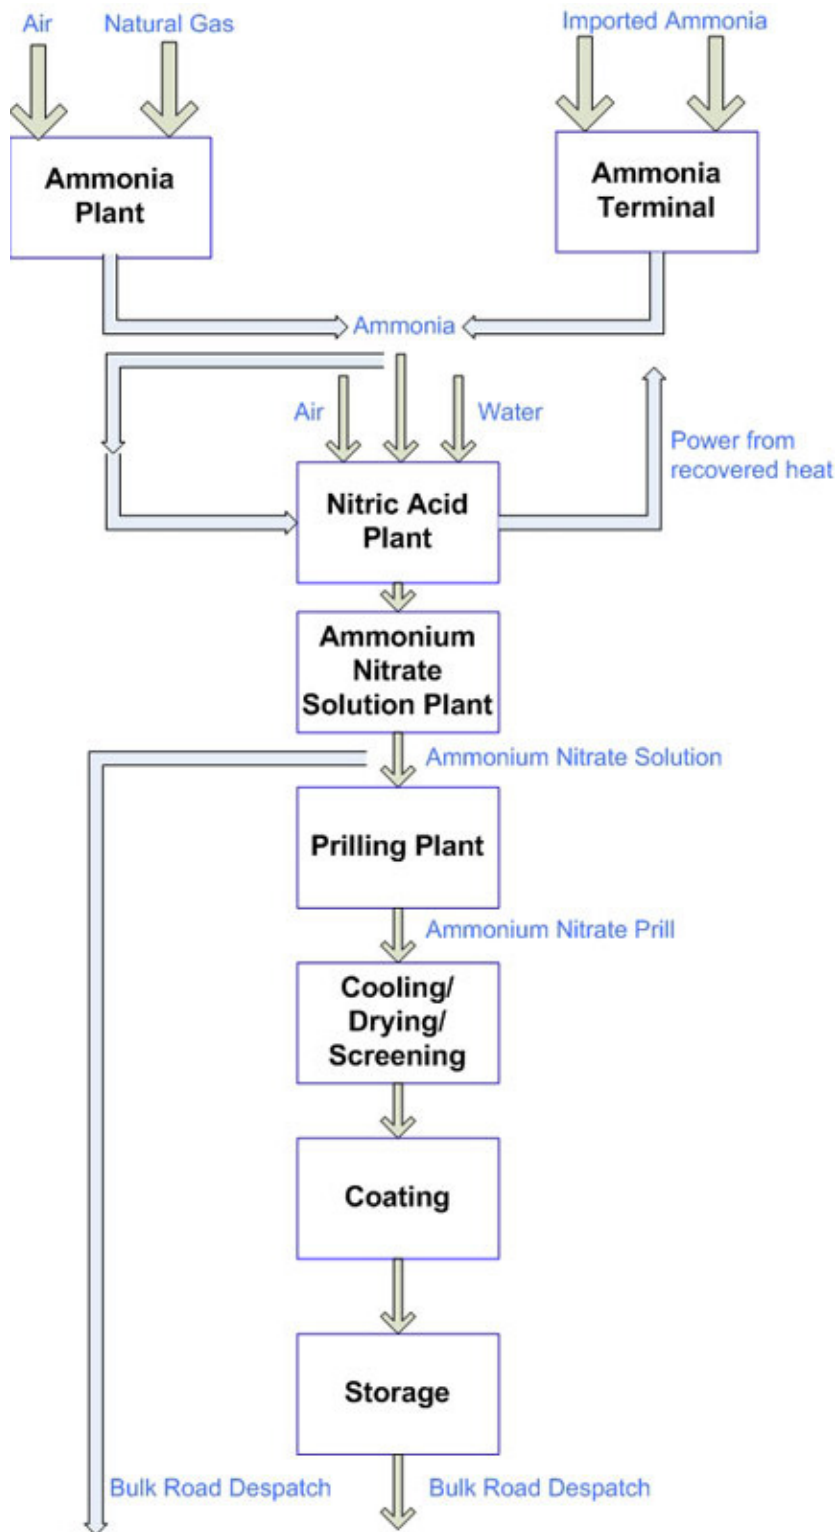 Air
Natural Gas
Imported Ammonia
Ammonia
Plant
Ammonia
Terminal
Ammonia
Air
Water
Power from
recovered heat
Nitric Acid
Plant
Ammonium
Nitrate
Solution Plant
Ammonium Nitrate Solution
Prilling Plant
Ammonium Nitrate Prill
Cooling/
Drying/
Screening
Coating
Storage
Bulk Road Despatch
Bulk Road Despatch